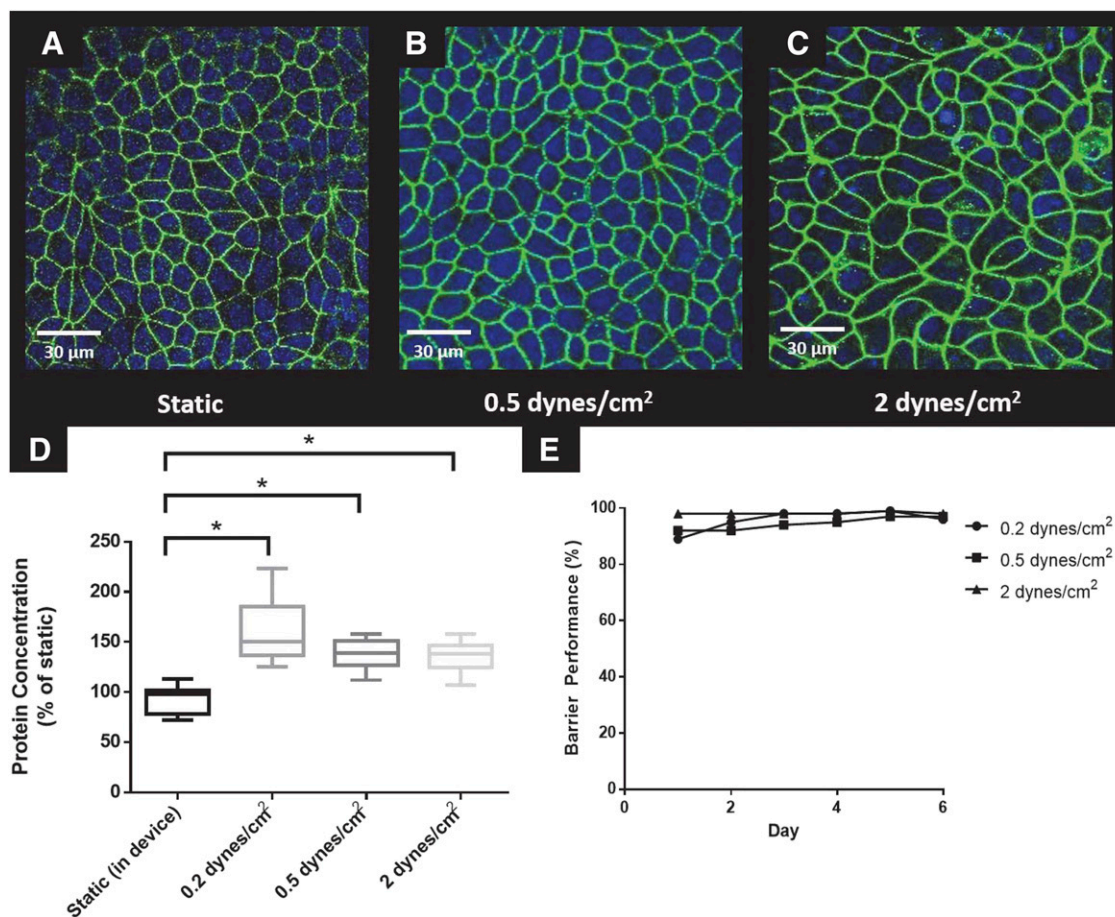 A
B
C
30 µm
30 µm
30 µm
Static
0.5 dynes/cm²
2 dynes/cm²
D
E
*
*
*
Protein Concentration
(% of static)
250
200
150
100
50
0
Static (in device)
0.2 dynes/cm²
0.5 dynes/cm²
2 dynes/cm²
Barrier Performance (%)
100
80
60
40
20
0
0
2
4
6
Day
0.2 dynes/cm²
0.5 dynes/cm²
2 dynes/cm²